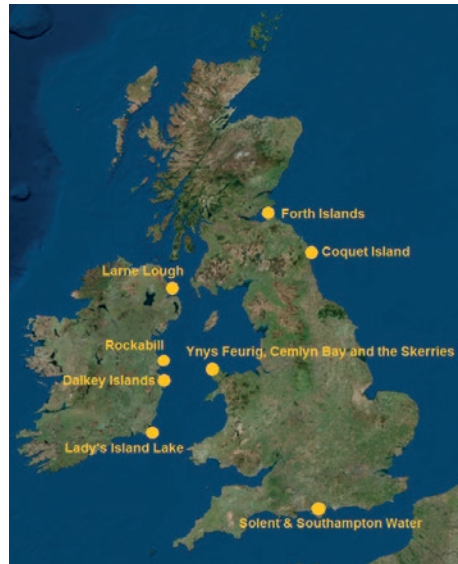 Forth Islands
Coquet Island
Larne Lough
Rockabill
Ynys Feurig, Cemlyn Bay and the Skerries
Dalkey Islands
Lady's Island Lake
Solent & Southampton Water